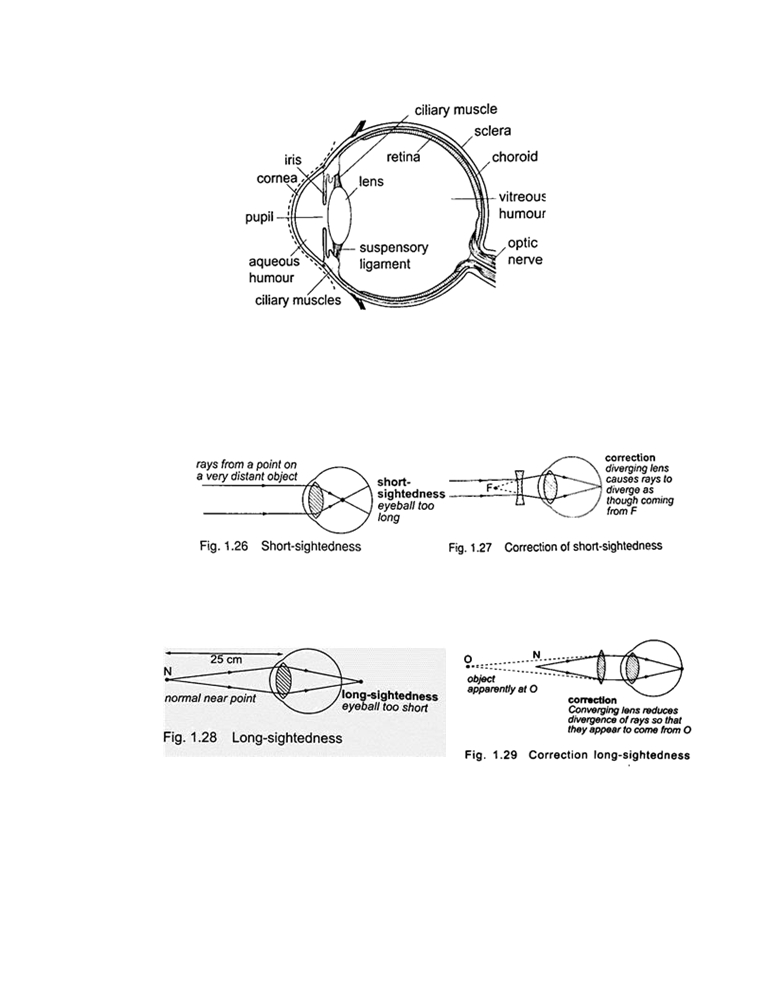 ciliary muscle
sclera
retina
choroid
iris
cornea
lens
vitreous
humour
pupil
optic
nerve
suspensory
ligament
aqueous
humour
ciliary muscles
rays from a point on
a very distant object
short-
sightedness
eyeball too
long
Fig. 1.26 Short-sightedness
F
correction
diverging lens
causes rays to
diverge as
though coming
from F
Fig. 1.27 Correction of short-sightedness
25 cm
N
normal near point
long-sightedness
eyeball too short
Fig. 1.28 Long-sightedness
O
N
object
apparently at O
correction
Converging lens reduces
divergence of rays so that
they appear to come from O
Fig. 1.29 Correction long-sightedness